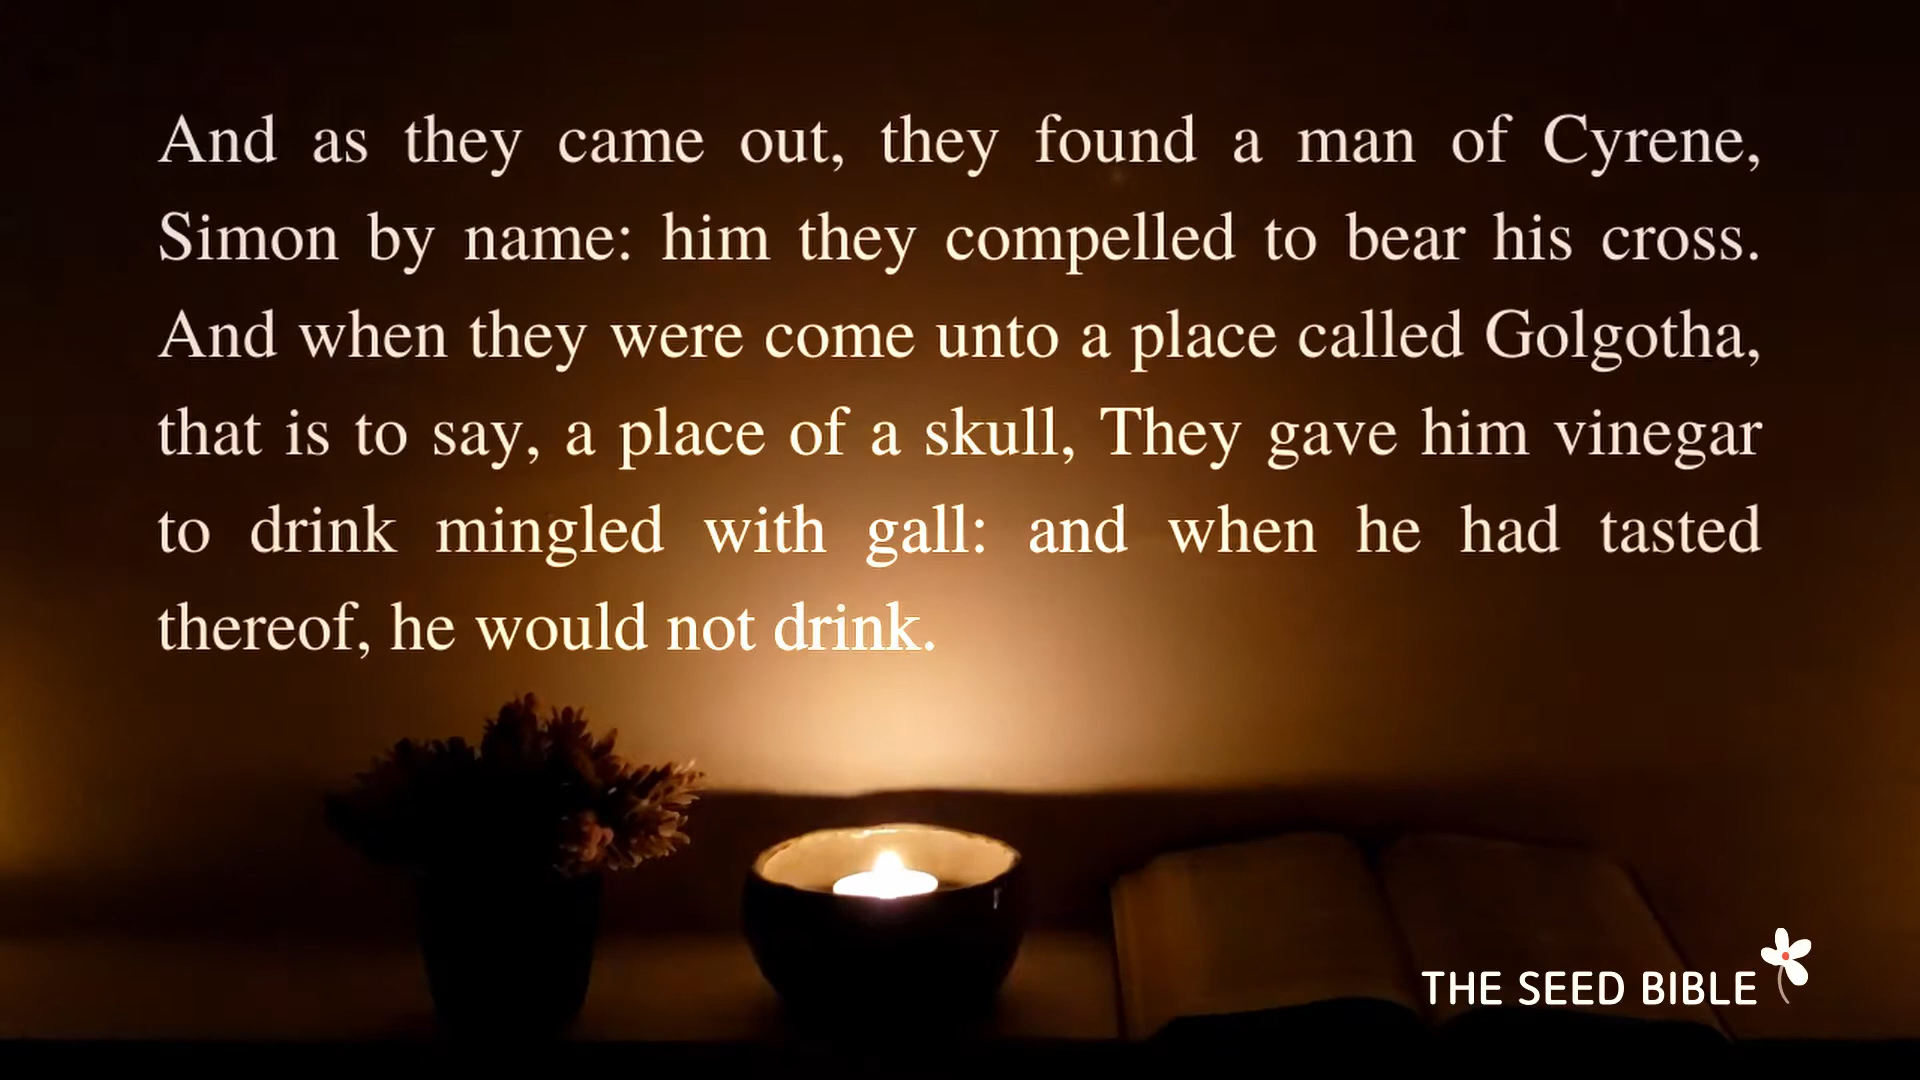 And as they came out, they found a man of Cyrene,
Simon by name: him they compelled to bear his cross.
And when they were come unto a place called Golgotha,
that is to say, a place of a skull, They gave him vinegar
to drink mingled with gall: and when he had tasted
thereof, he would not drink.
THE SEED BIBLE